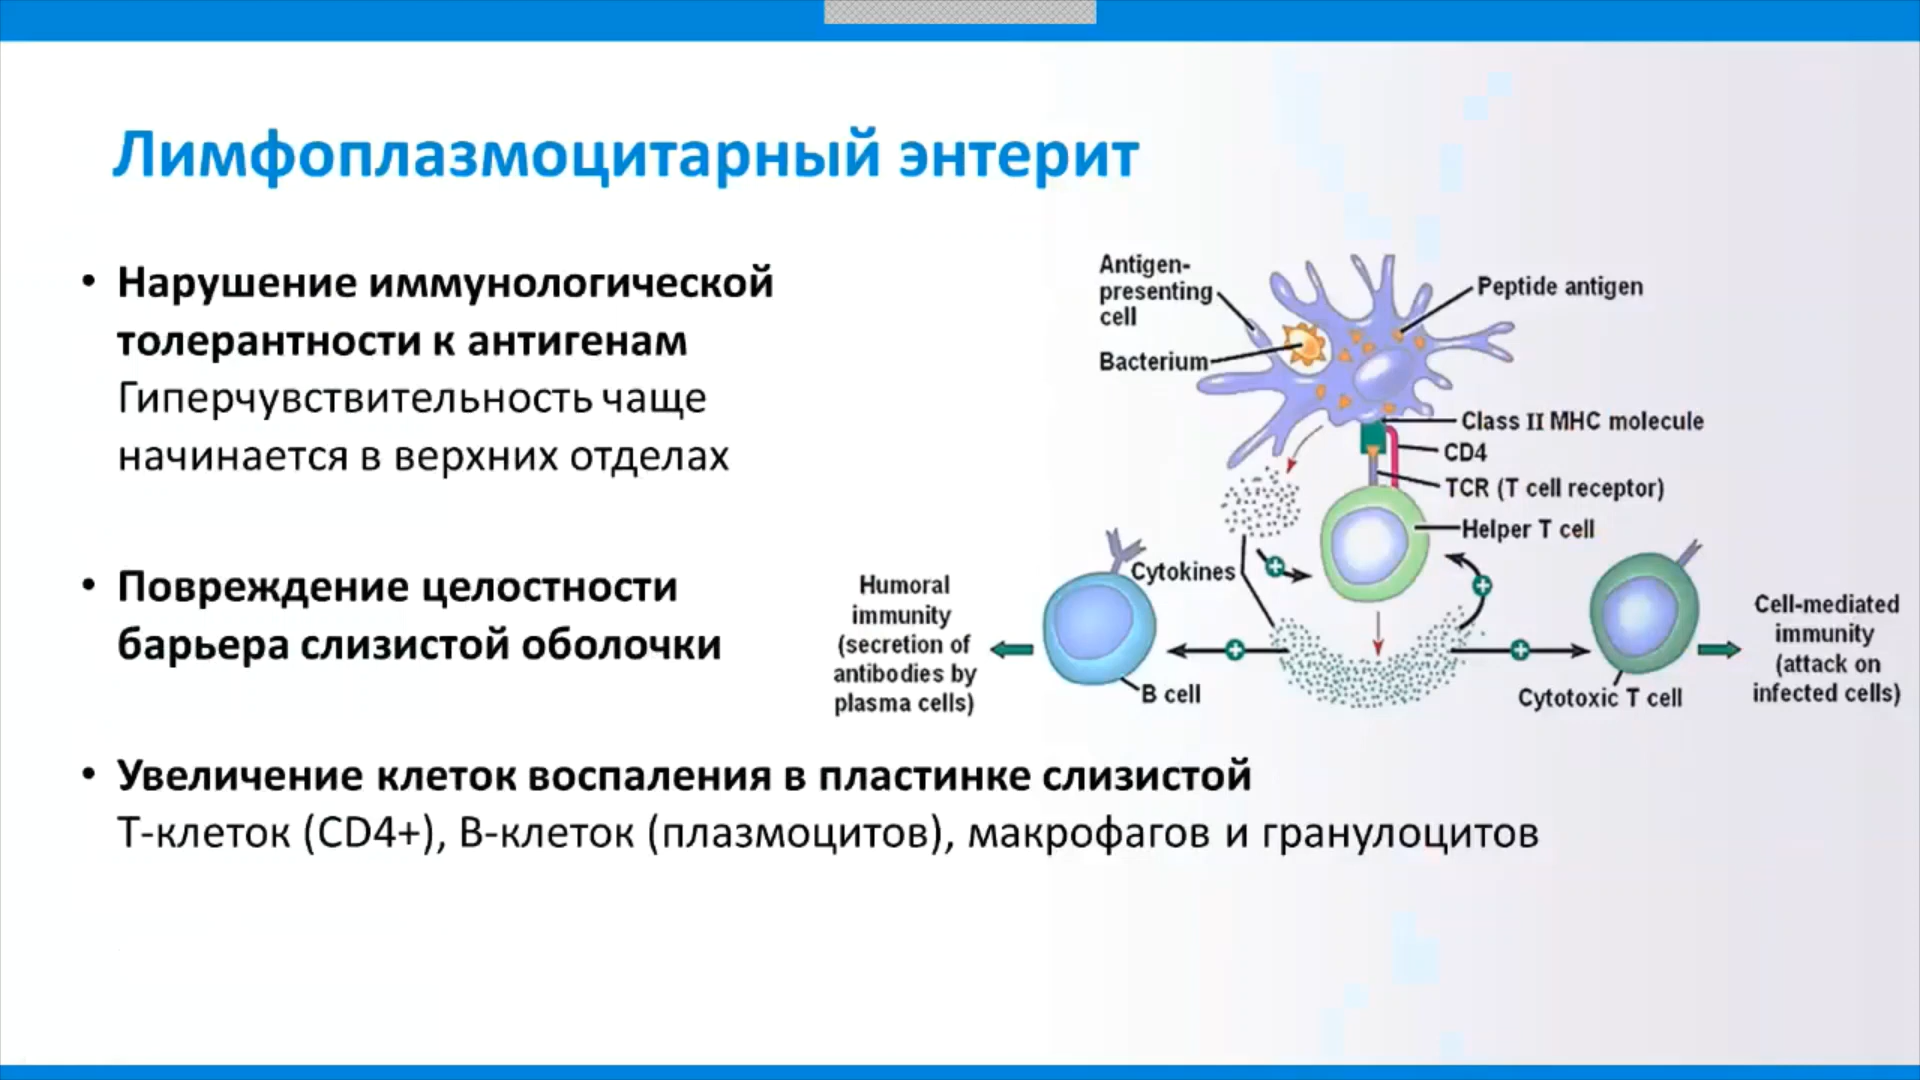 Лимфоплазмоцитарный энтерит
• Нарушение иммунологической
толерантности к антигенам
Гиперчувствительность чаще
начинается в верхних отделах
• Повреждение целостности
барьера слизистой оболочки
Antigen-
presenting
cell
Bacterium
Peptide antigen
Class II MHC molecule
CD4
TCR (T cell receptor)
Helper T cell
Cytokines
Humoral
immunity
(secretion of
antibodies by
plasma cells)
B cell
Cytotoxic T cell
Cell-mediated
immunity
(attack on
infected cells)
• Увеличение клеток воспаления в пластинке слизистой
Т-клеток (CD4+), В-клеток (плазмоцитов), макрофагов и гранулоцитов